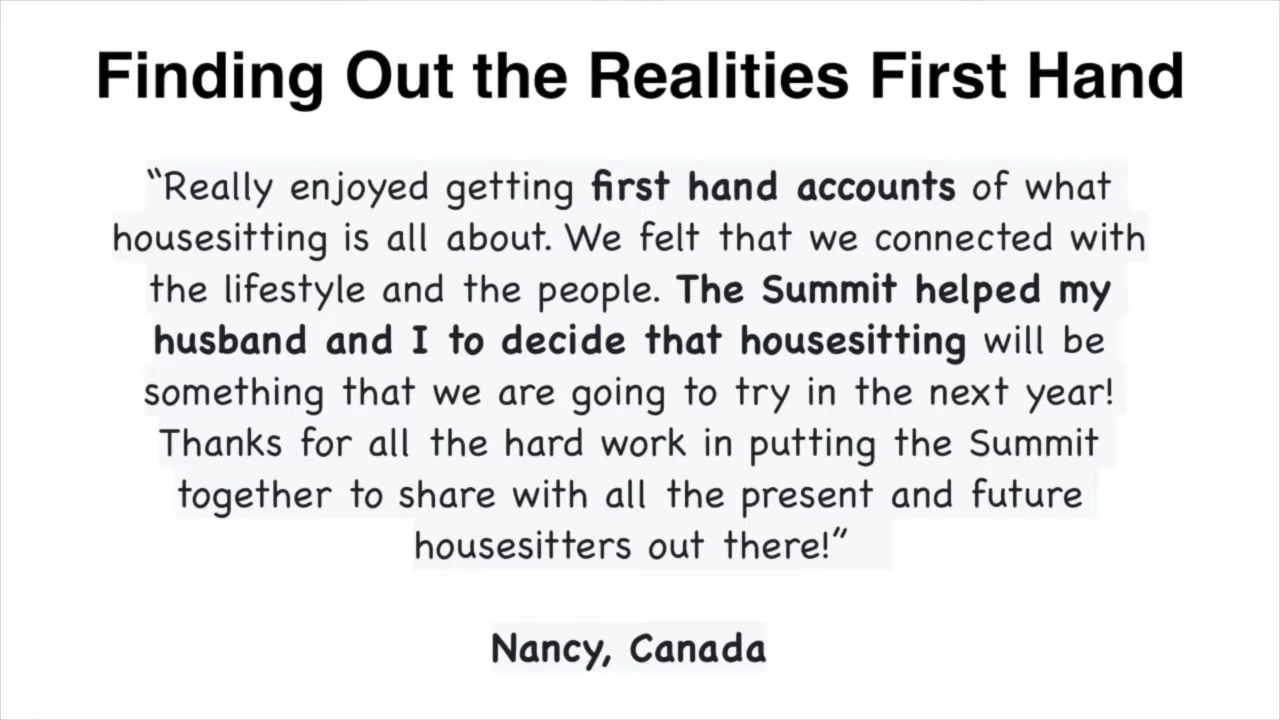 Finding Out the Realities First Hand
“Really enjoyed getting first hand accounts of what
housesitting is all about. We felt that we connected with
the lifestyle and the people. The Summit helped my
husband and I to decide that housesitting will be
something that we are going to try in the next year!
Thanks for all the hard work in putting the Summit
together to share with all the present and future
housesitters out there!”
Nancy, Canada